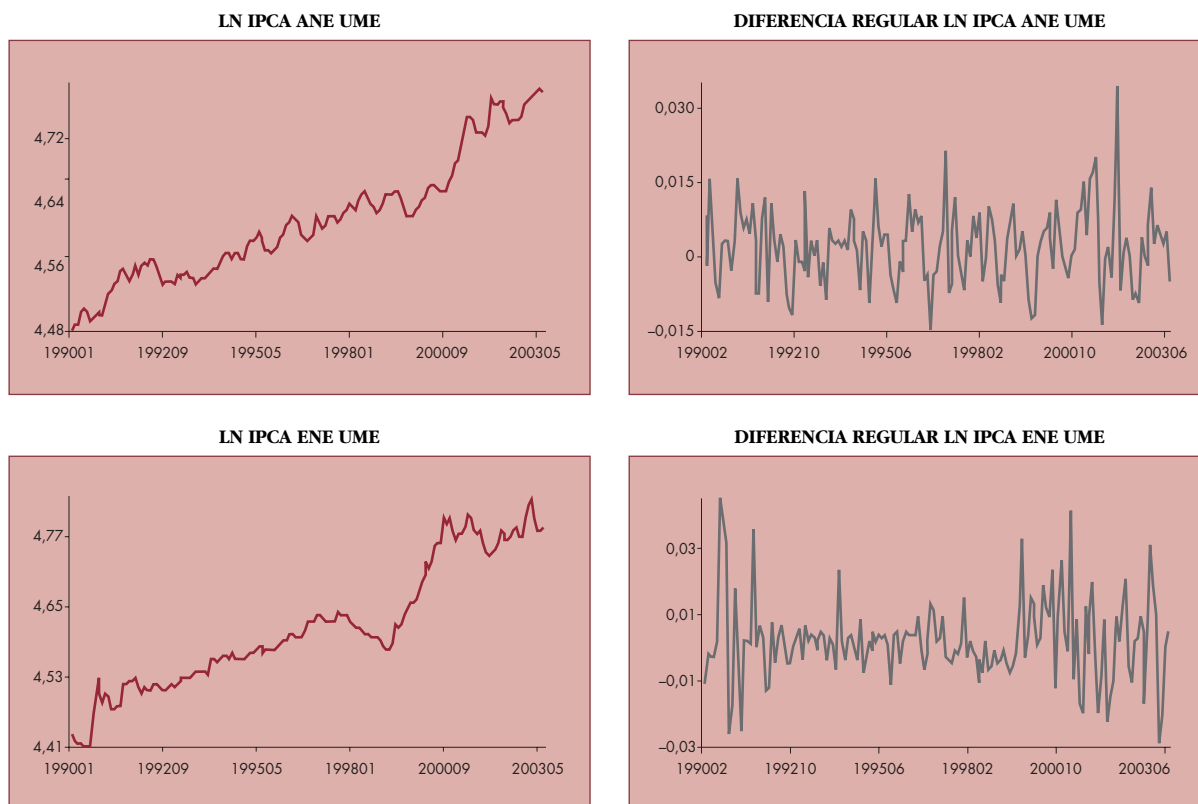 LN IPCA ANE UME
4,72
4,64
4,56
4,48
199001 199209 199505 199801 200009 200305
DIFERENCIA REGULAR LN IPCA ANE UME
0,030
0,015
0
–0,015
199002 199210 199506 199802 200010 200306
LN IPCA ENE UME
4,77
4,65
4,53
4,41
199001 199209 199505 199801 200009 200305
DIFERENCIA REGULAR LN IPCA ENE UME
0,03
0,01
–0,01
–0,03
199002 199210 199506 199802 200010 200306